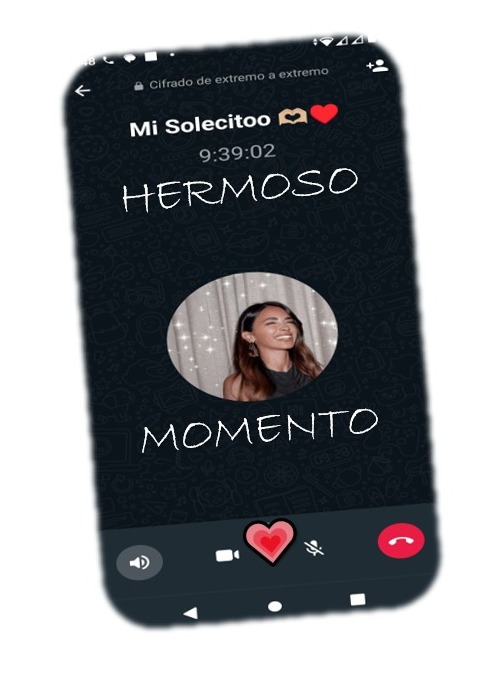 Cifrado de extremo a extremo
Mi Solecitoo 🫶🏼❤️
9:39:02
HERMOSO
MOMENTO